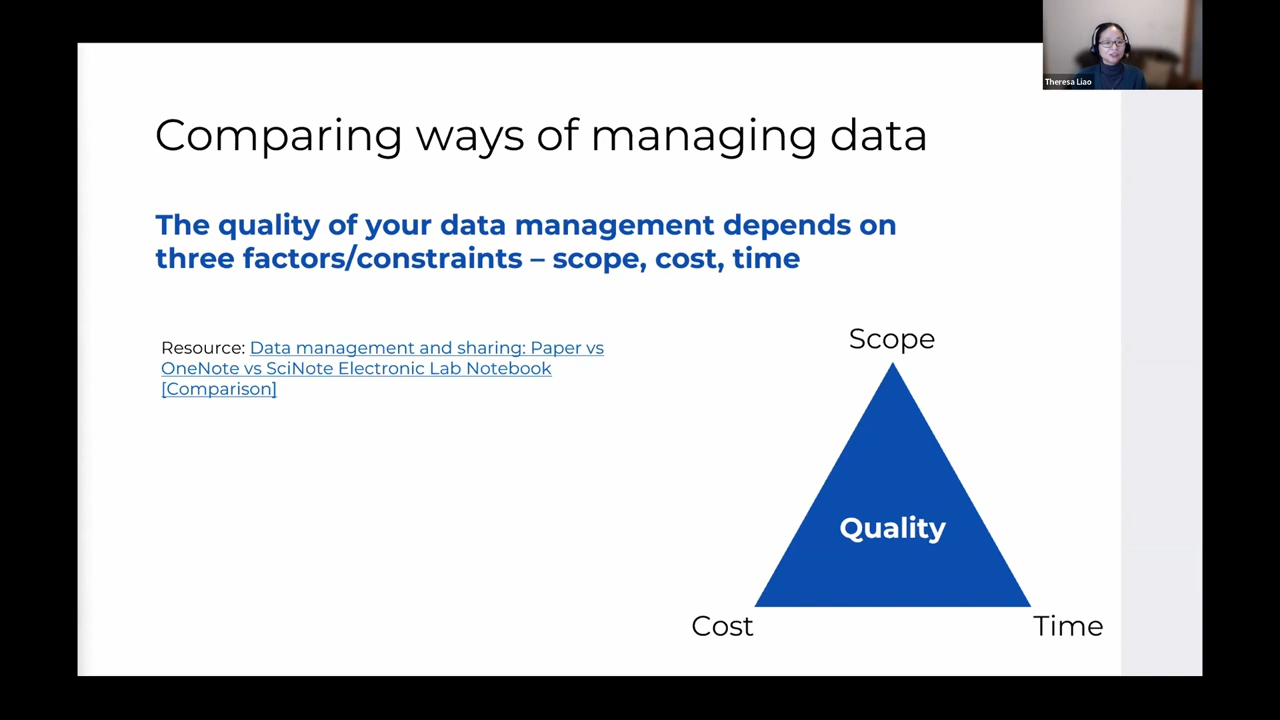 Theresa Liao
Comparing ways of managing data
The quality of your data management depends on
three factors/constraints – scope, cost, time
Resource: Data management and sharing: Paper vs
OneNote vs SciNote Electronic Lab Notebook
[Comparison]
Scope
Quality
Cost
Time